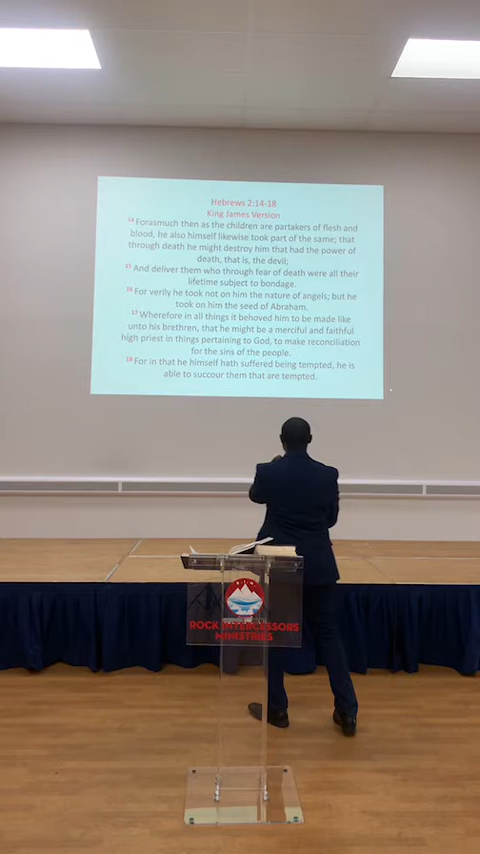 Hebrews 2:14-18
King James Version
14 Forasmuch then as the children are partakers of flesh and
blood, he also himself likewise took part of the same; that
through death he might destroy him that had the power of
death, that is, the devil;
15 And deliver them who through fear of death were all their
lifetime subject to bondage.
16 For verily he took not on him the nature of angels; but he
took on him the seed of Abraham.
17 Wherefore in all things it behoved him to be made like
unto his brethren, that he might be a merciful and faithful
high priest in things pertaining to God, to make reconciliation
for the sins of the people.
18 For in that he himself hath suffered being tempted, he is
able to succour them that are tempted.
ROCK INTERCESSORS
MINISTRIES